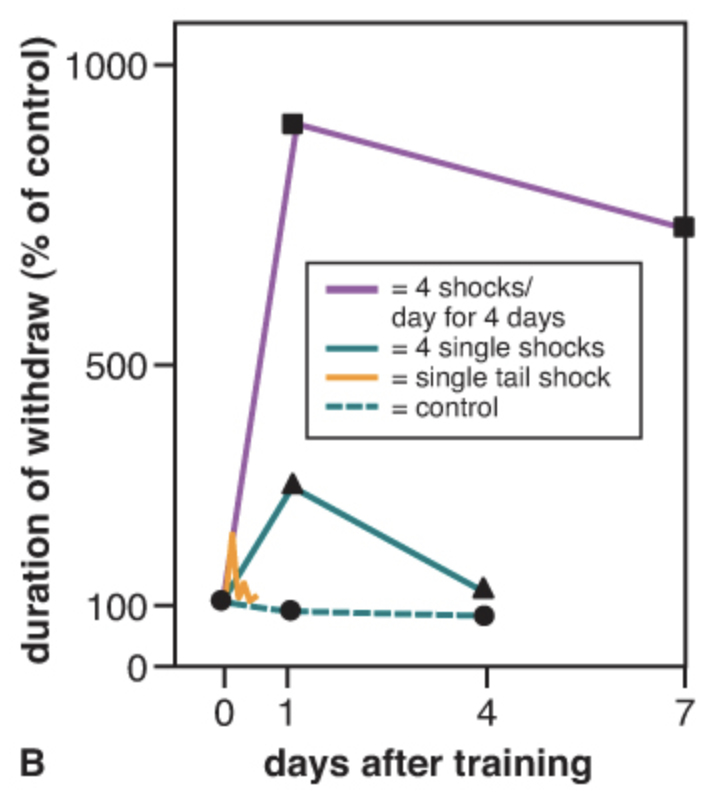 duration of withdraw (% of control)
1000
500
100
0
= 4 shocks/
day for 4 days
= 4 single shocks
= single tail shock
= control
0 1 4 7
B days after training